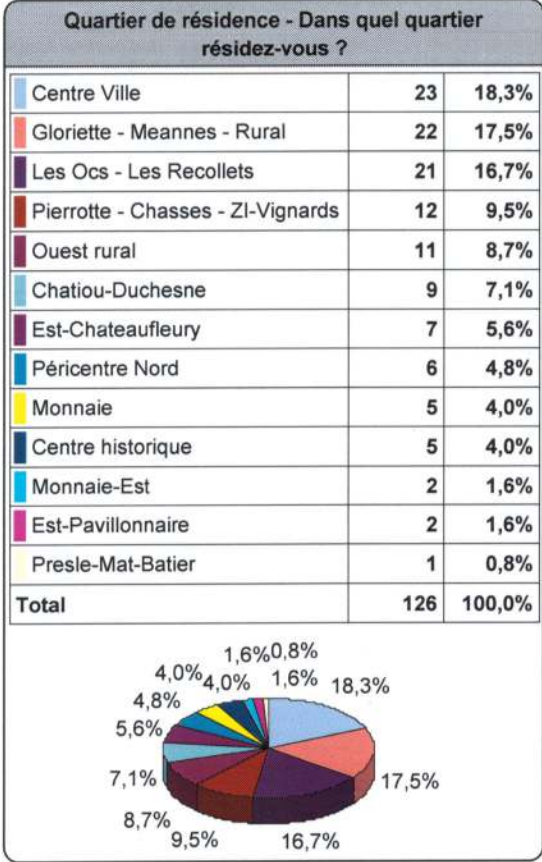 Quartier de résidence - Dans quel quartier
résidez-vous ?
Centre Ville 23 18,3%
Gloriette - Meannes - Rural 22 17,5%
Les Ocs - Les Recollets 21 16,7%
Pierrotte - Chasses - ZI-Vignards 12 9,5%
Ouest rural 11 8,7%
Chatiou-Duchesne 9 7,1%
Est-Chateaufleury 7 5,6%
Péricentre Nord 6 4,8%
Monnaie 5 4,0%
Centre historique 5 4,0%
Monnaie-Est 2 1,6%
Est-Pavillonnaire 2 1,6%
Presle-Mat-Batier 1 0,8%
Total 126 100,0%
1,6% 0,8%
4,0% 4,0% 1,6% 18,3%
4,8%
5,6%
7,1% 17,5%
8,7%
9,5% 16,7%